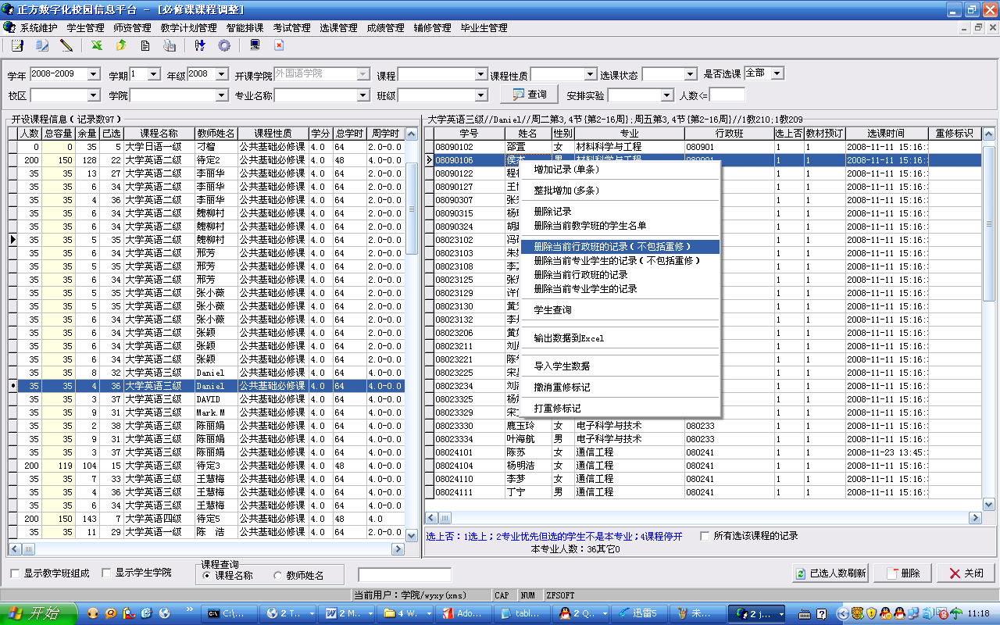 正方数字化校园信息平台 - [必修课课程调整]
系统维护 学生管理 师资管理 教学计划管理 智能排课 考试管理 选课管理 成绩管理 辅修管理 毕业生管理
学年 2008-2009 学期 1 年级 2008 开课学院 外国语学院 课程 课程性质 选课状态 是否选课 全部
校区 学院 专业名称 班级 查询 安排实验 人数<=
开设课程信息(记录数97)
人数 总容量 余量 已选 课程名称 教师姓名 课程性质 学分 总学时 周学时
0 0 35 5 大学日语一级 刁榴 公共基础必修课 4.0 64 2.0-0.0
200 150 128 22 大学英语二级 待定2 公共基础必修课 4.0 48 4.0-0.0
35 35 13 27 大学英语二级 李丽华 公共基础必修课 4.0 64 2.0-0.0
35 35 6 34 大学英语二级 李丽华 公共基础必修课 4.0 64 2.0-0.0
35 35 4 36 大学英语二级 李丽华 公共基础必修课 4.0 64 2.0-0.0
35 35 6 34 大学英语二级 魏柳村 公共基础必修课 4.0 64 2.0-0.0
35 35 6 34 大学英语二级 魏柳村 公共基础必修课 4.0 64 2.0-0.0
35 35 5 35 大学英语二级 魏柳村 公共基础必修课 4.0 64 2.0-0.0
35 35 6 34 大学英语二级 邢芳 公共基础必修课 4.0 64 2.0-0.0
35 35 6 34 大学英语二级 邢芳 公共基础必修课 4.0 64 2.0-0.0
35 35 6 34 大学英语二级 邢芳 公共基础必修课 4.0 64 2.0-0.0
35 35 5 35 大学英语二级 张小薇 公共基础必修课 4.0 64 2.0-0.0
35 35 5 35 大学英语二级 张小薇 公共基础必修课 4.0 64 2.0-0.0
35 35 6 34 大学英语二级 张小薇 公共基础必修课 4.0 64 2.0-0.0
35 35 6 34 大学英语二级 张颖 公共基础必修课 4.0 64 2.0-0.0
35 35 6 34 大学英语二级 张颖 公共基础必修课 4.0 64 2.0-0.0
35 35 6 34 大学英语二级 张颖 公共基础必修课 4.0 64 2.0-0.0
35 35 8 32 大学英语三级 Daniel 公共基础必修课 4.0 64 4.0-0.0
35 35 4 36 大学英语三级 Daniel 公共基础必修课 4.0 64 4.0-0.0
35 35 3 37 大学英语三级 DAVID 公共基础必修课 4.0 64 4.0-0.0
35 35 9 31 大学英语三级 Mark.M 公共基础必修课 4.0 64 4.0-0.0
35 35 2 38 大学英语三级 陈丽娟 公共基础必修课 4.0 64 4.0-0.0
35 35 9 31 大学英语三级 陈丽娟 公共基础必修课 4.0 64 4.0-0.0
35 35 3 37 大学英语三级 陈丽娟 公共基础必修课 4.0 64 4.0-0.0
200 119 104 15 大学英语三级 待定3 公共基础必修课 4.0 48 4.0-0.0
35 35 7 33 大学英语三级 王慧梅 公共基础必修课 4.0 64 4.0-0.0
35 35 4 36 大学英语三级 王慧梅 公共基础必修课 4.0 64 4.0-0.0
35 35 6 34 大学英语三级 王慧梅 公共基础必修课 4.0 64 4.0-0.0
200 150 143 7 大学英语四级 待定5 公共基础必修课 4.0 48 4.0
35 35 11 29 大学英语一级 陈 洁 公共基础必修课 4.0 64 2.0-0.0
大学英语三级//Daniel//周二第3,4节{第2-16周};周五第3,4节{第2-16周}//1教210;1教209
学号 姓名 性别 专业 行政班 选上否 教材预订 选课时间 重修标识
08090102 邵萱 女 材料科学与工程 080901 1 1 2008-11-11 15:16:
08090106 1 1 2008-11-11 15:16:
08090122 1 1 2008-11-11 15:16:
08090127 1 1 2008-11-11 15:16:
08090307 1 1 2008-11-11 15:16:
08090315 1 1 2008-11-11 15:16:
08090324 1 1 2008-11-11 15:16:
08023102 1 1 2008-11-11 15:16:
08023103 1 1 2008-11-11 15:16:
08023108 1 1 2008-11-11 15:16:
08023125 1 1 2008-11-11 15:16:
08023129 1 1 2008-11-11 15:16:
08023130 1 1 2008-11-11 15:16:
08023132 1 1 2008-11-11 15:16:
08023206 1 1 2008-11-11 15:16:
08023211 1 1 2008-11-11 15:16:
08023221 1 1 2008-11-11 15:16:
08023225 1 1 2008-11-11 15:16:
08023234 1 1 2008-11-11 15:16:
08023325 1 1 2008-11-11 15:16:
08023329 1 1 2008-11-11 15:16:
08023330 鹿玉玲 女 电子科学与技术 080233 1 1 2008-11-11 15:16:
08023334 叶海航 男 电子科学与技术 080233 1 1 2008-11-11 15:16:
08024101 陈苏 女 通信工程 080241 1 1 2008-11-23 13:45:
08024104 杨明洁 女 通信工程 080241 1 1 2008-11-11 15:16:
08024110 李梦 女 通信工程 080241 1 1 2008-11-11 15:16:
08024111 丁宁 男 通信工程 080241 1 1 2008-11-11 15:16:
增加记录(单条)
整批增加(多条)
删除记录
删除当前教学班的学生名单
删除当前行政班的记录(不包括重修)
删除当前专业学生的记录(不包括重修)
删除当前行政班的记录
删除当前专业学生的记录
学生查询
输出数据到Excel
导入学生数据
撤消重修标记
打重修标记
选上否:1选上;2专业优先但选的学生不是本专业;4课程停开 所有选该课程的记录
本专业人数:36其它0
显示教学班组成 显示学生学院 课程查询 课程名称 教师姓名 已选人数刷新 删除 关闭
当前用户:学院/wyxy(xms) CAP NUM ZFSOFT
开始 C:\... 2 T... 2 M... 4 W... Ado... tabl... 2 Q... 迅雷5 未... 2 j... 11:18